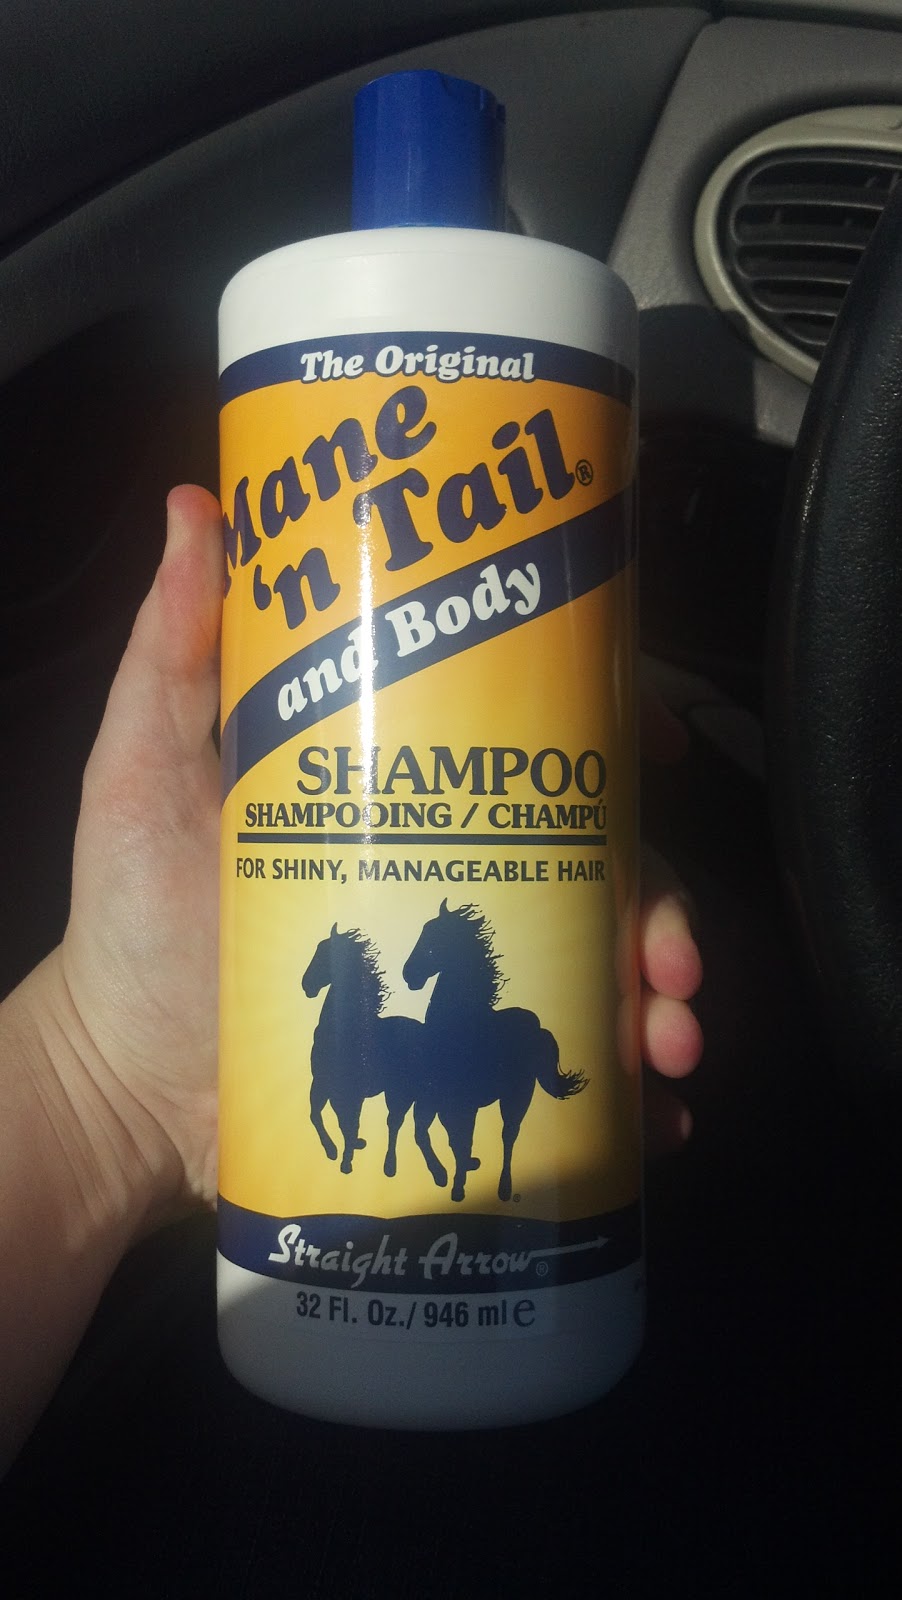 The Original
Mane
'n Tail®
and Body
SHAMPOO
SHAMPOOING / CHAMPÚ
FOR SHINY, MANAGEABLE HAIR
®
Straight Arrow®
32 Fl. Oz./ 946 ml e